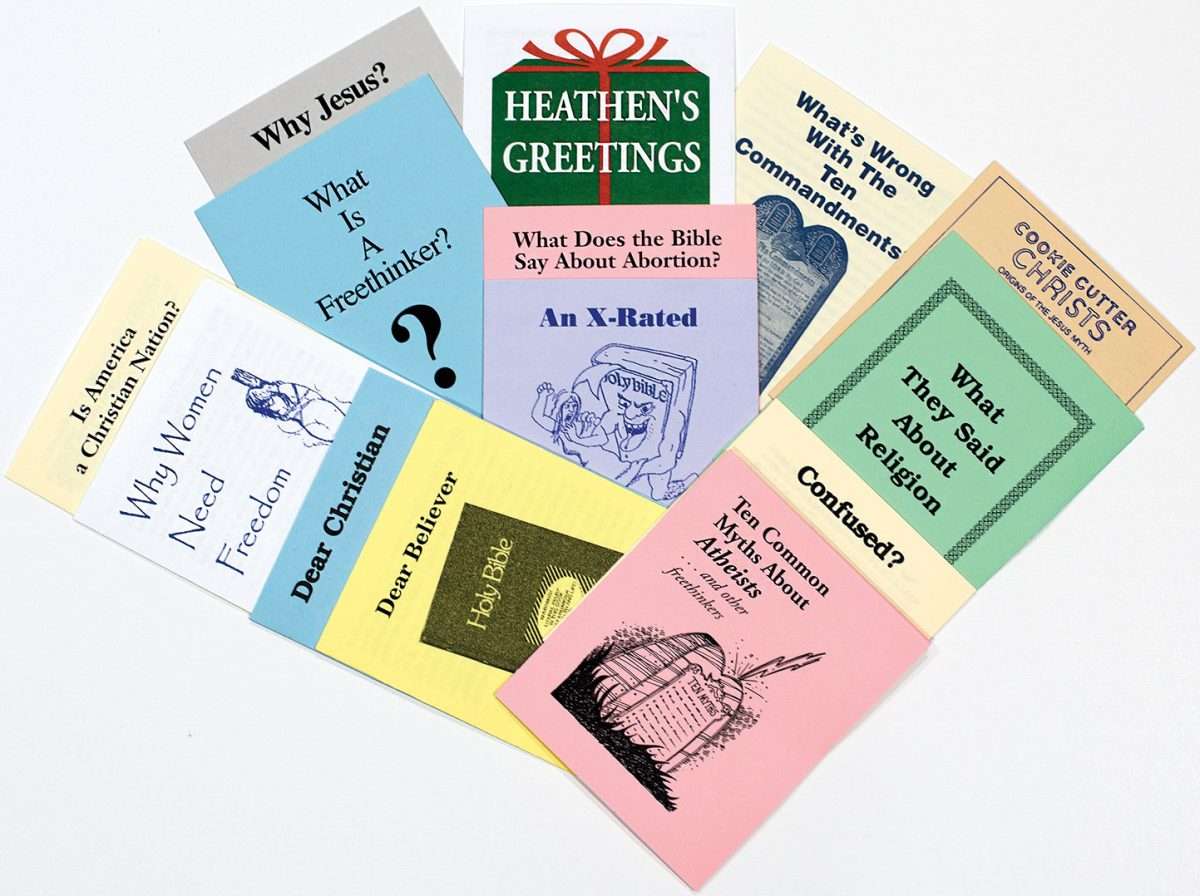 Why Jesus?
What
Is
A
Freethinker?
?
HEATHEN'S
GREETINGS
What's Wrong
With The
Ten
Commandments
COOKIE CUTTER
CHRISTS
ORIGINS OF THE JESUS MYTH
What Does the Bible
Say About Abortion?
An X-Rated
HOLY BIBLE
What
They Said
About
Religion
Is America
a Christian Nation?
Why Women
Need
Freedom
Dear Christian
Dear Believer
Holy Bible
Confused?
Ten Common
Myths About
Atheists
. . . and other
freethinkers
TEN MYTHS